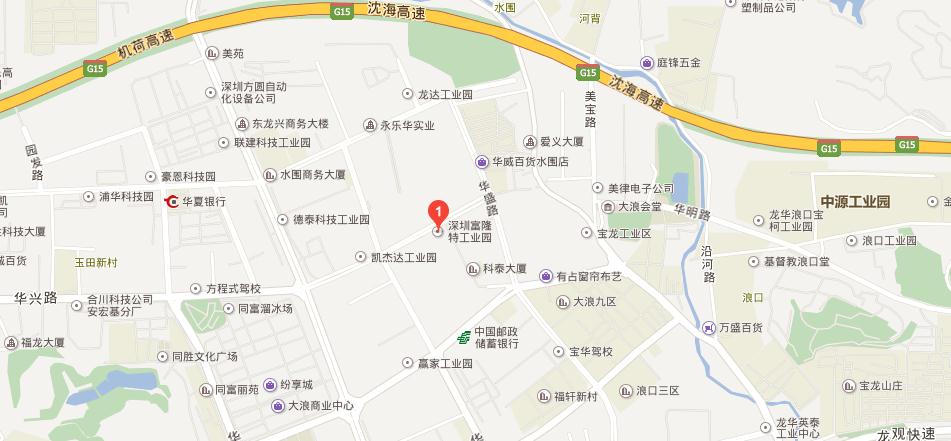 水围
河背
塑制品公司
沈海高速
G15
机荷高速
美苑
G15
G15
庭锋五金
高
司
深圳方圆自动
化设备公司
龙达工业园
沈海高速
美宝路
东龙兴商务大楼
永乐华实业
爱义大厦
G15
G15
联建科技工业园
园发路
华威百货水围店
豪恩科技园
水围商务大厦
美律电子公司
浦华科技园
华夏银行
华盛路
大浪会堂
华明路
中源工业园
金
凯
德泰科技工业园
1
深圳富隆
特工业园
龙华浪口宝
柯工业园
科技大厦
宝龙工业区
浪口工业园
凯杰达工业园
沿河路
百货
玉田新村
科泰大厦
有占窗帘布艺
基督教浪口堂
华兴路
合川科技公司
安宏基分厂
方程式驾校
同富溜冰场
大浪九区
浪口
中国邮政
储蓄银行
万盛百货
福龙大厦
同胜文化广场
赢家工业园
宝华驾校
同富丽苑
纷享城
大浪商业中心
福轩新村
浪口三区
宝龙山庄
华
华
龙华英泰
工业中心
龙观快速